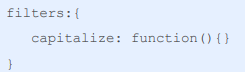 filters:{
   capitalize: function(){}
}